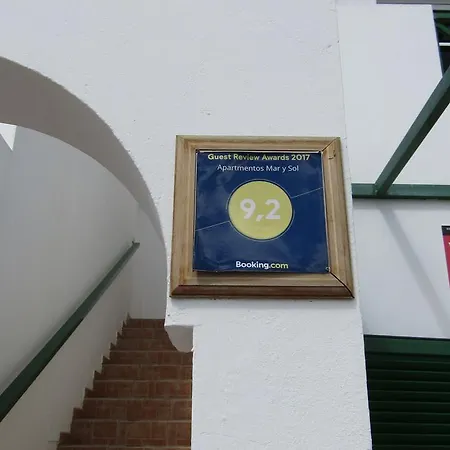 Guest Review Awards 2017
Apartmentos Mar y Sol
9,2
Booking.com